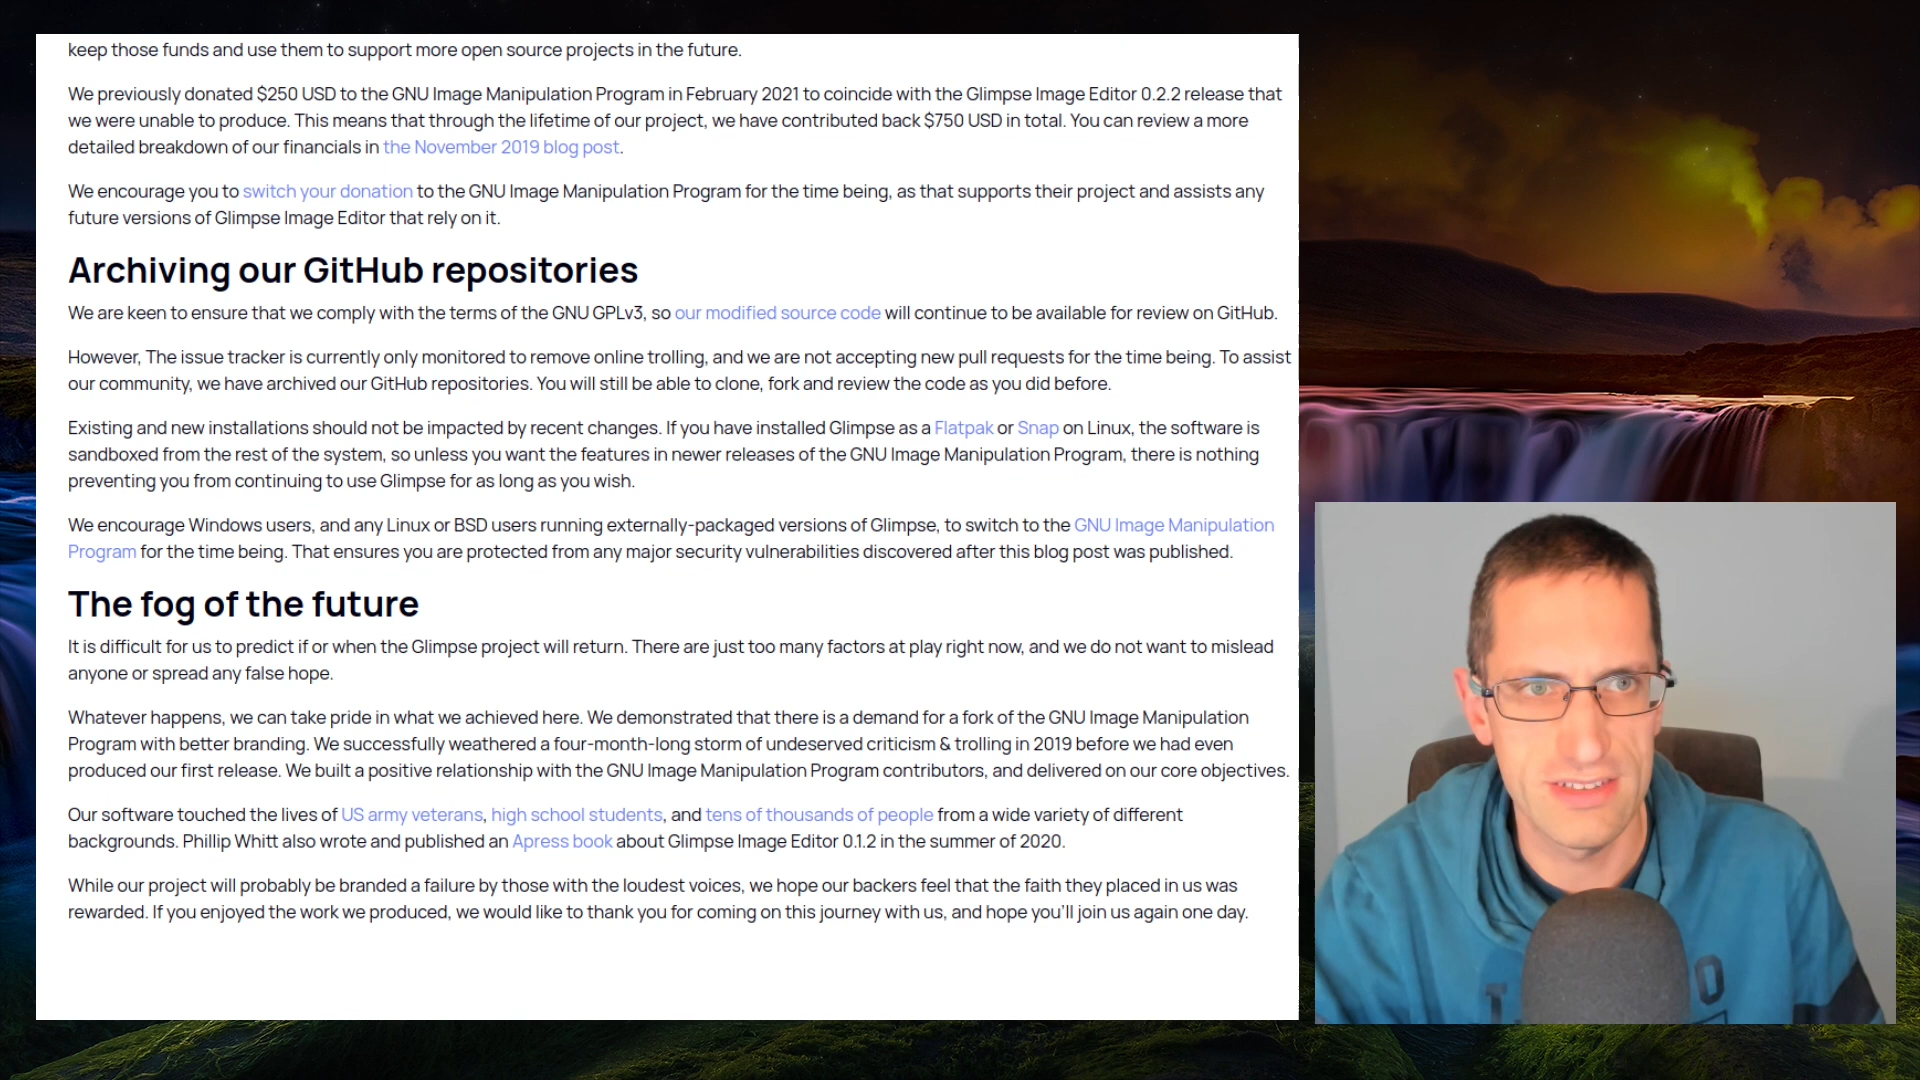 keep those funds and use them to support more open source projects in the future.
We previously donated $250 USD to the GNU Image Manipulation Program in February 2021 to coincide with the Glimpse Image Editor 0.2.2 release that
we were unable to produce. This means that through the lifetime of our project, we have contributed back $750 USD in total. You can review a more
detailed breakdown of our financials in the November 2019 blog post.
We encourage you to switch your donation to the GNU Image Manipulation Program for the time being, as that supports their project and assists any
future versions of Glimpse Image Editor that rely on it.
Archiving our GitHub repositories
We are keen to ensure that we comply with the terms of the GNU GPLv3, so our modified source code will continue to be available for review on GitHub.
However, The issue tracker is currently only monitored to remove online trolling, and we are not accepting new pull requests for the time being. To assist
our community, we have archived our GitHub repositories. You will still be able to clone, fork and review the code as you did before.
Existing and new installations should not be impacted by recent changes. If you have installed Glimpse as a Flatpak or Snap on Linux, the software is
sandboxed from the rest of the system, so unless you want the features in newer releases of the GNU Image Manipulation Program, there is nothing
preventing you from continuing to use Glimpse for as long as you wish.
We encourage Windows users, and any Linux or BSD users running externally-packaged versions of Glimpse, to switch to the GNU Image Manipulation
Program for the time being. That ensures you are protected from any major security vulnerabilities discovered after this blog post was published.
The fog of the future
It is difficult for us to predict if or when the Glimpse project will return. There are just too many factors at play right now, and we do not want to mislead
anyone or spread any false hope.
Whatever happens, we can take pride in what we achieved here. We demonstrated that there is a demand for a fork of the GNU Image Manipulation
Program with better branding. We successfully weathered a four-month-long storm of undeserved criticism & trolling in 2019 before we had even
produced our first release. We built a positive relationship with the GNU Image Manipulation Program contributors, and delivered on our core objectives.
Our software touched the lives of US army veterans, high school students, and tens of thousands of people from a wide variety of different
backgrounds. Phillip Whitt also wrote and published an Apress book about Glimpse Image Editor 0.1.2 in the summer of 2020.
While our project will probably be branded a failure by those with the loudest voices, we hope our backers feel that the faith they placed in us was
rewarded. If you enjoyed the work we produced, we would like to thank you for coming on this journey with us, and hope you'll join us again one day.